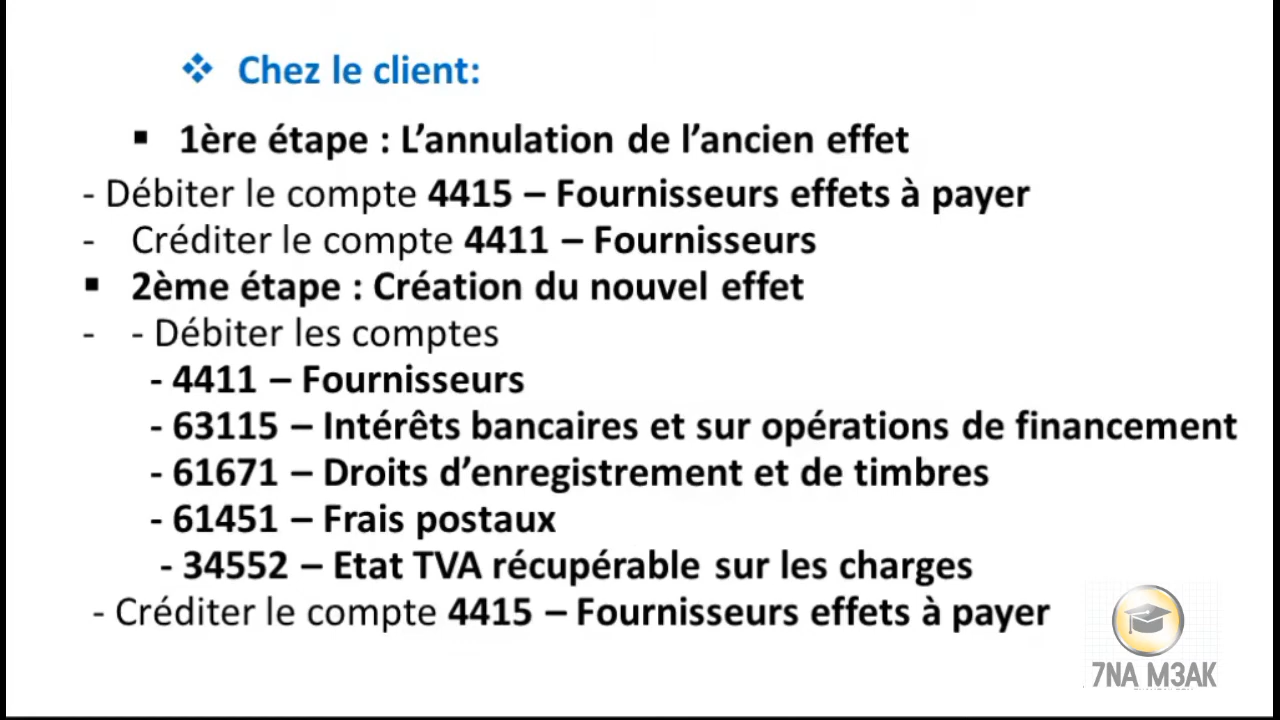 ❖ Chez le client:
▪ 1ère étape : L’annulation de l’ancien effet
- Débiter le compte 4415 – Fournisseurs effets à payer
- Créditer le compte 4411 – Fournisseurs
▪ 2ème étape : Création du nouvel effet
- - Débiter les comptes
- 4411 – Fournisseurs
- 63115 – Intérêts bancaires et sur opérations de financement
- 61671 – Droits d’enregistrement et de timbres
- 61451 – Frais postaux
- 34552 – Etat TVA récupérable sur les charges
- Créditer le compte 4415 – Fournisseurs effets à payer
7NA M3AK